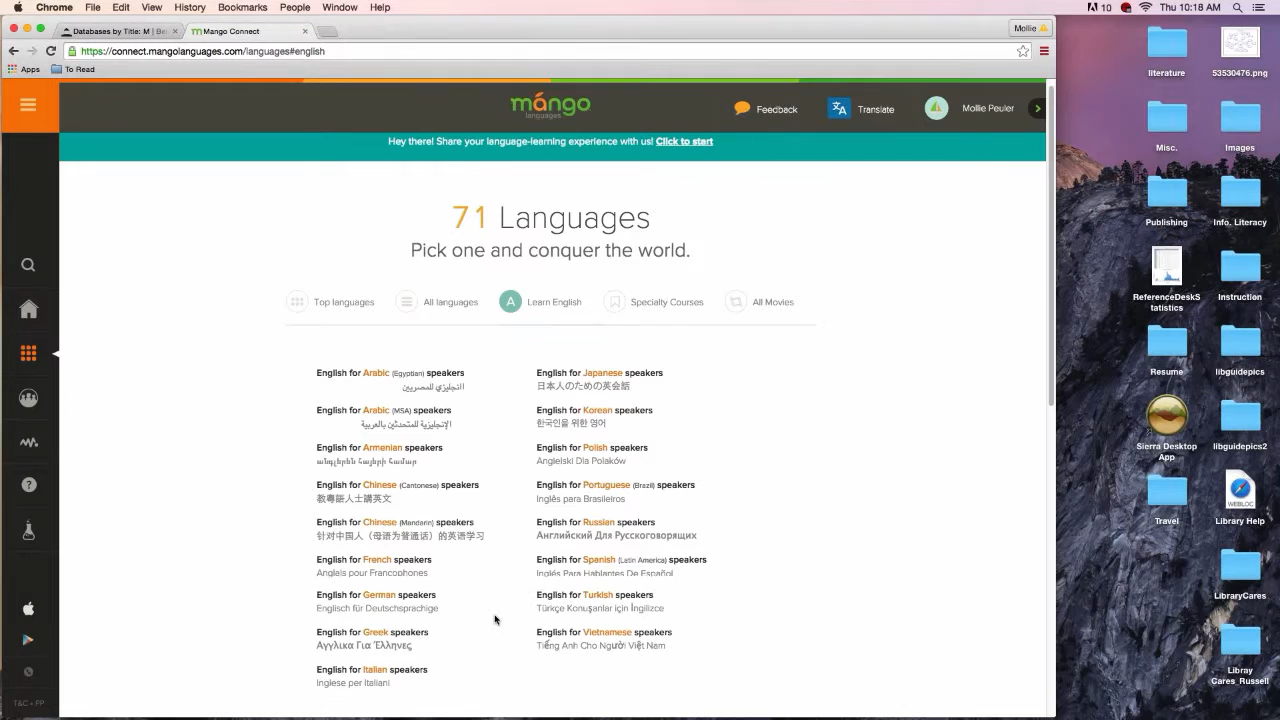 Chrome File Edit View History Bookmarks People Window Help
10
Thu 10:18 AM
Databases by Title: M | Be
Mango Connect
Mollie
https://connect.mangolanguages.com/languages#english
Apps To Read
mango
languages
Feedback
Translate
Mollie Peuler
Hey there! Share your language-learning experience with us! Click to start
71 Languages
Pick one and conquer the world.
Top languages
All languages
Learn English
Specialty Courses
All Movies
English for Arabic (Egyptian) speakers
انجليزي للمصريين
English for Arabic (MSA) speakers
الإنجليزية للمتحدثين بالعربية
English for Armenian speakers
անգլերեն հայերի համար
English for Chinese (Cantonese) speakers
教粵語人士講英文
English for Chinese (Mandarin) speakers
针对中国人（母语为普通话）的英语学习
English for French speakers
Anglais pour Francophones
English for German speakers
Englisch für Deutschsprachige
English for Greek speakers
Αγγλικα Για Έλληνες
English for Italian speakers
Inglese per Italiani
English for Japanese speakers
日本人のための英会話
English for Korean speakers
한국인을 위한 영어
English for Polish speakers
Angielski Dla Polaków
English for Portuguese (Brazil) speakers
Inglês para Brasileiros
English for Russian speakers
Английский Для Русскоговорящих
English for Spanish (Latin America) speakers
Inglés Para Hablantes De Español
English for Turkish speakers
Türkçe Konuşanlar için İngilizce
English for Vietnamese speakers
Tiếng Anh Cho Người Việt Nam
T&C • PP
literature
53530476.png
Misc.
Images
Publishing
Info. Literacy
ReferenceDeskS
tatistics
Instruction
Resume
libguidepics
Sierra Desktop
App
libguidepics2
WEBLOC
Travel
Library Help
LibraryCares
Libray
Cares_Russell